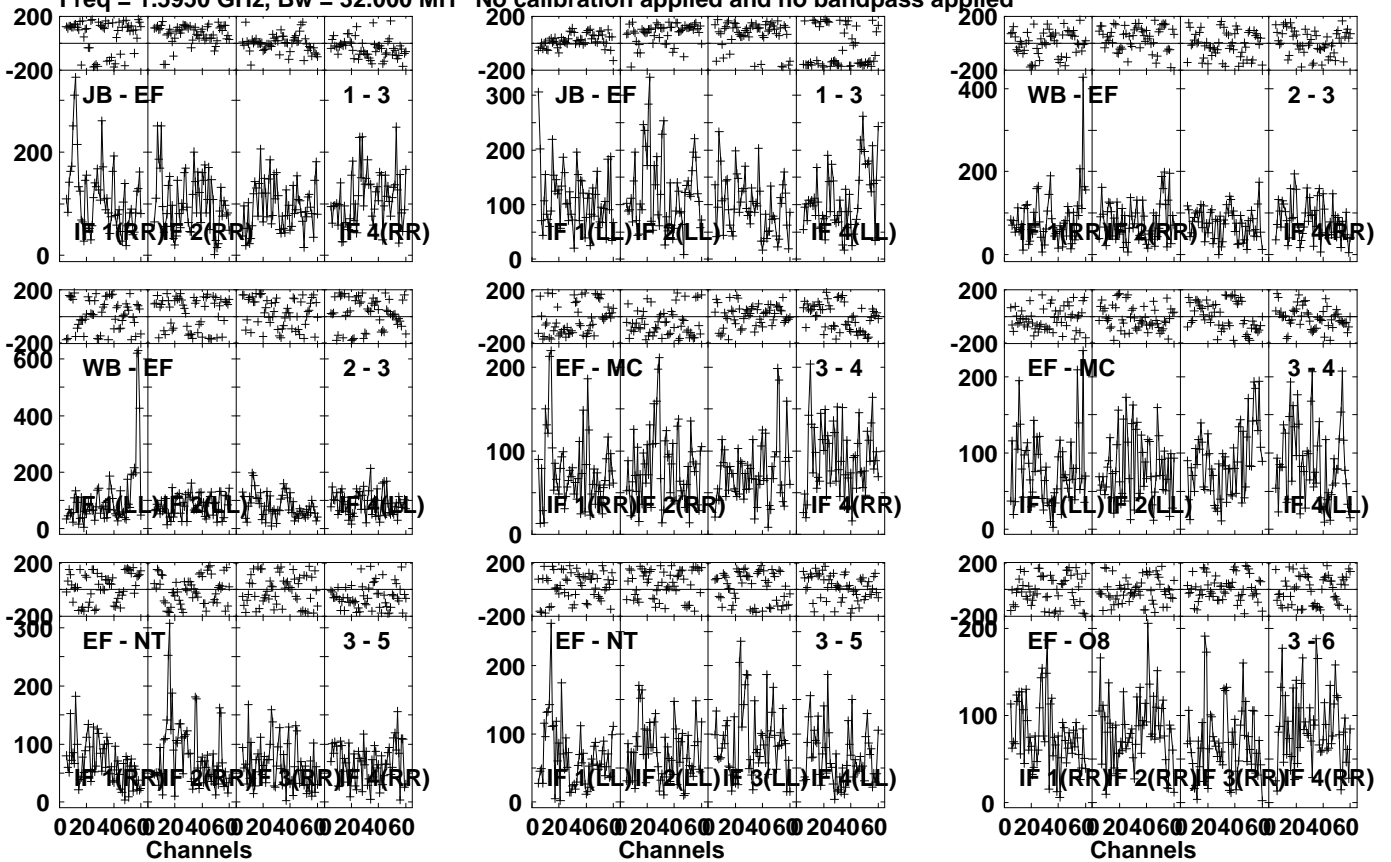 Freq = 1.5950 GHz, Bw = 32.000 MH No calibration applied and no bandpass applied
200 200 200
-200 -200 -200
JB - EF 1 - 3 JB - EF 1 - 3 WB - EF 2 - 3
300 400
200 200
100 200
0 0 0
IF 1(RR) IF 2(RR) IF 4(RR) IF 1(LL) IF 2(LL) IF 4(LL) IF 1(RR) IF 2(RR) IF 4(RR)
200 200 200
-200 -200 -200
600 200
WB - EF 2 - 3 EF - MC 3 - 4 EF - MC 3 - 4
400 200
200 100 100
0 0 0
IF 1(LL) IF 2(LL) IF 4(LL) IF 1(RR) IF 2(RR) IF 4(RR) IF 1(LL) IF 2(LL) IF 4(LL)
200 200 200
-200 -200 -200
300 200
EF - NT 3 - 5 EF - NT 3 - 5 EF - O8 3 - 6
200 200
100 100 100
0 0 0
IF 1(RR) IF 2(RR) IF 3(RR) IF 4(RR) IF 1(LL) IF 2(LL) IF 3(LL) IF 4(LL) IF 1(RR) IF 2(RR) IF 3(RR) IF 4(RR)
0 20 40 60 0 20 40 60 0 20 40 60 0 20 40 60 0 20 40 60 0 20 40 60 0 20 40 60 0 20 40 60 0 20 40 60 0 20 40 60 0 20 40 60 0 20 40 60
Channels Channels Channels